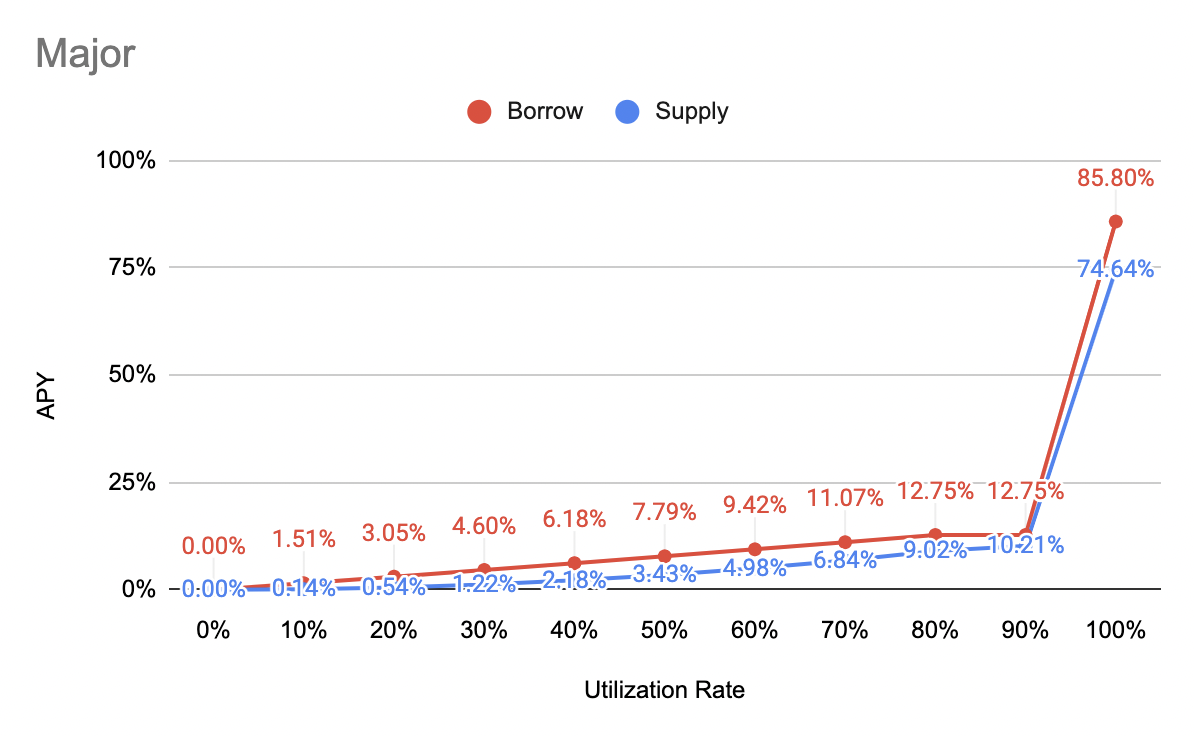 Major
Borrow Supply
100%
75%
50%
25%
0%
APY
85.80%
74.64%
0.00% 1.51% 3.05% 4.60% 6.18% 7.79% 9.42% 11.07% 12.75% 12.75%
0.00% 0.14% 0.54% 1.22% 2.18% 3.43% 4.98% 6.84% 9.02% 10.21%
0% 10% 20% 30% 40% 50% 60% 70% 80% 90% 100%
Utilization Rate